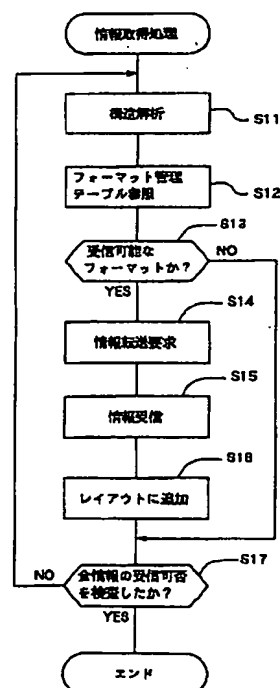 情報取得処理
構造解析
S11
フォーマット管理
テーブル参照
S12
S13
受信可能な
フォーマットか?
NO
YES
S14
情報転送要求
S15
情報受信
S16
レイアウトに追加
S17
NO
全情報の受信可否
を検査したか?
YES
エンド